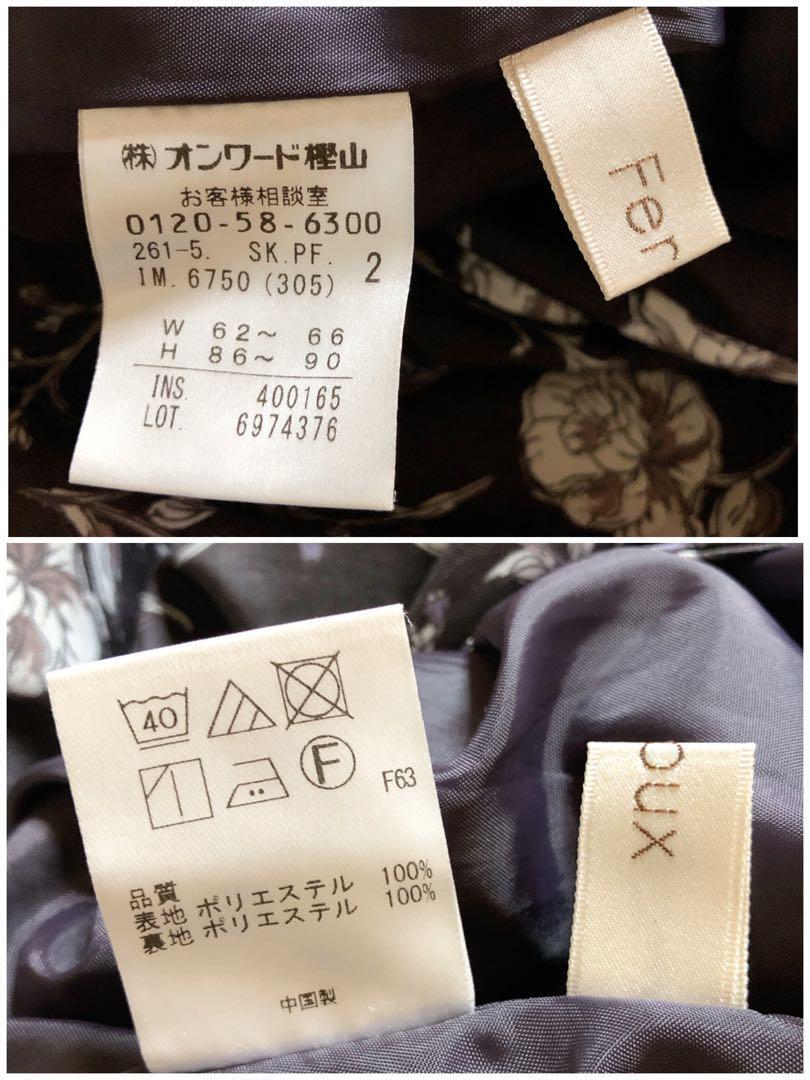 ㈱オンワード樫山
お客様相談室
0120-58-6300
261-5. SK.PF. 2
IM. 6750 (305)
W 62～ 66
H 86～ 90
INS. 400165
LOT. 6974376
Fer
40
F
F63
品質
表地 ポリエステル 100%
裏地 ポリエステル 100%
中国製
oux